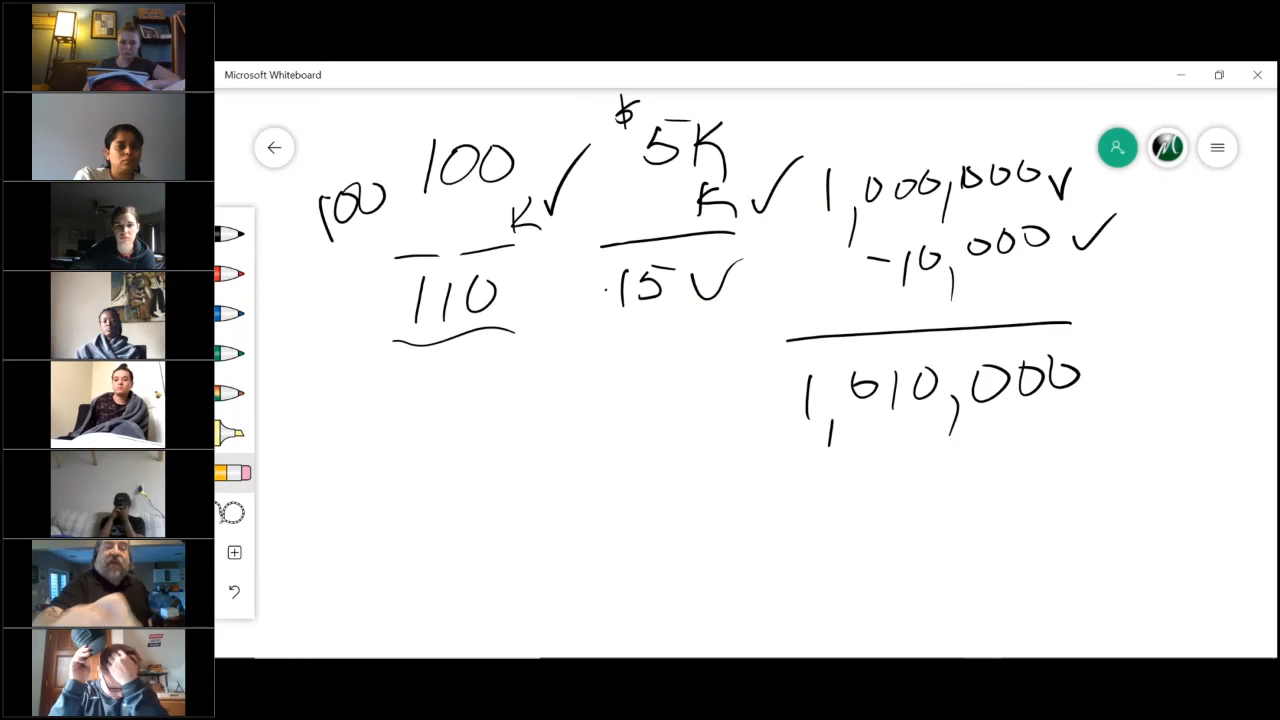 Microsoft Whiteboard
$
100 100 K ✓
110
5K
K ✓
.15 ✓
1,000,000 ✓
-10,000 ✓
1,010,000